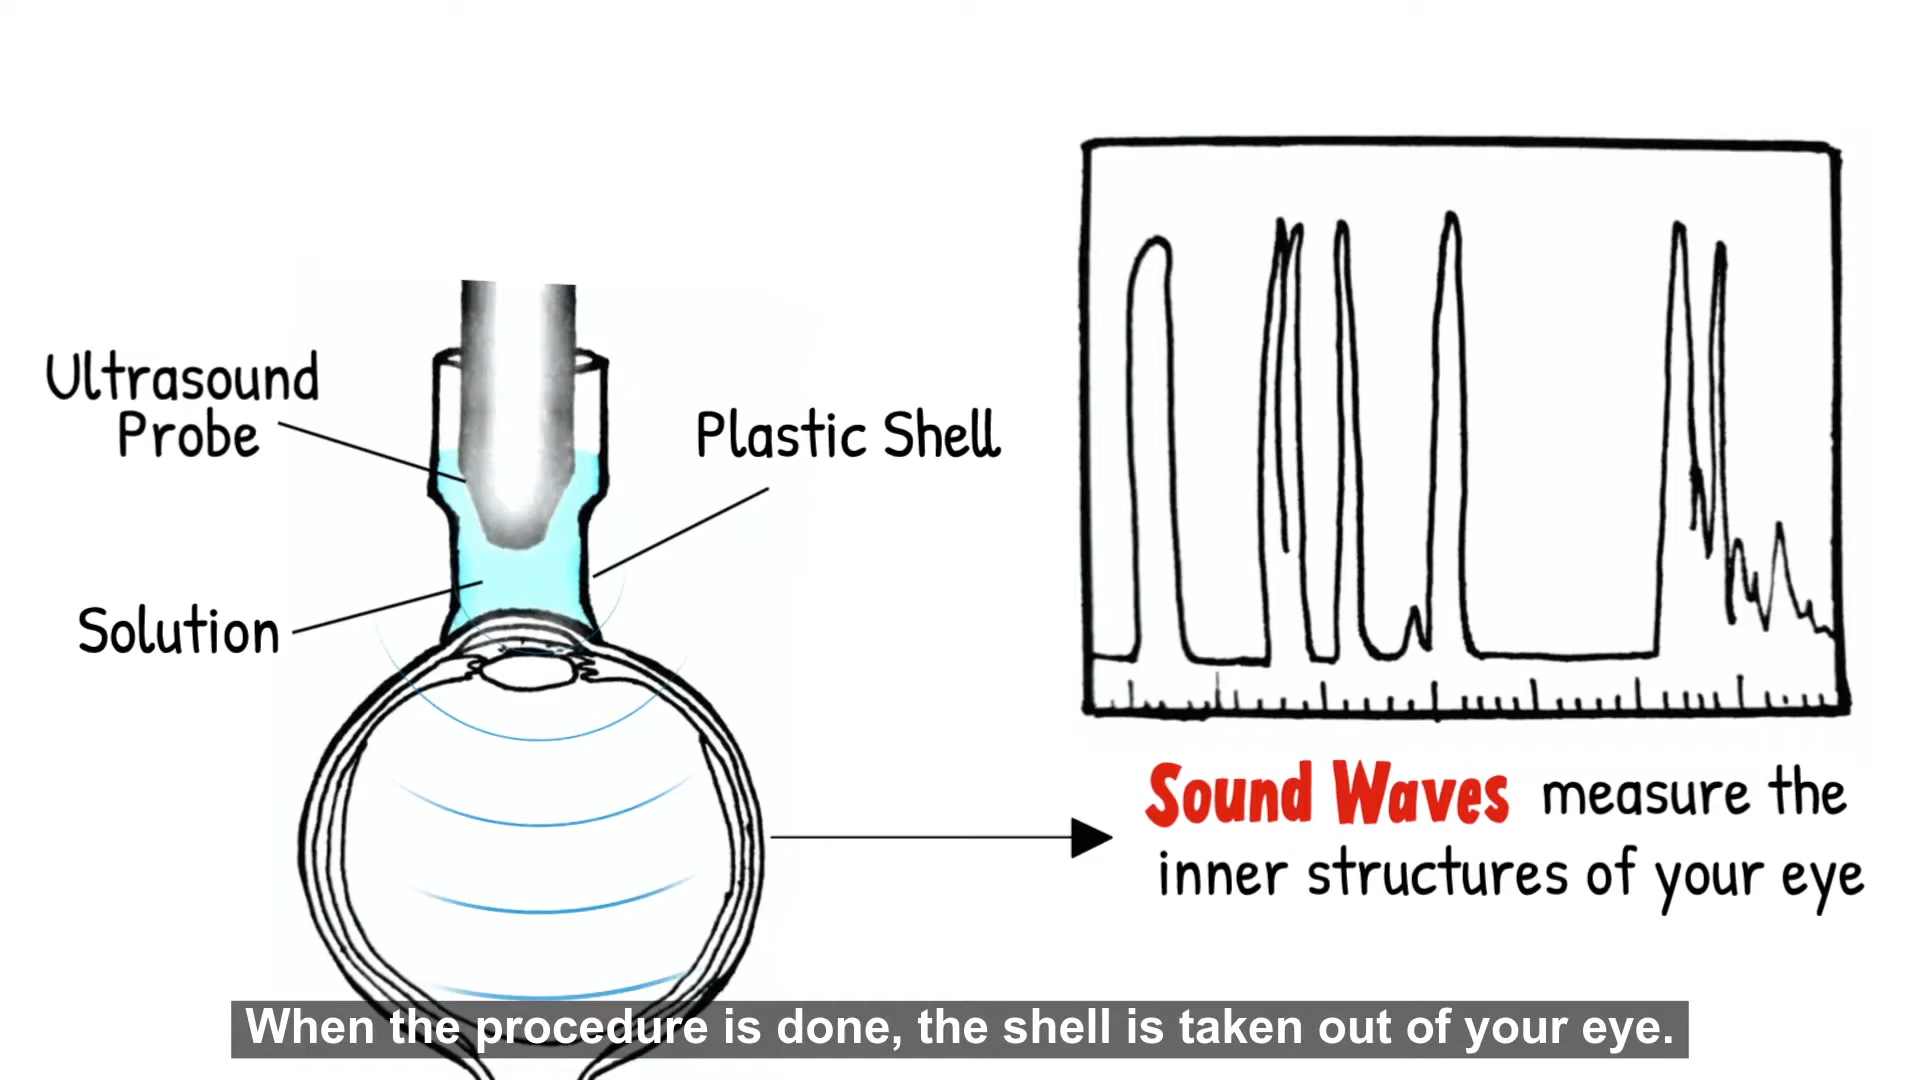 Ultrasound
Probe
Plastic Shell
Solution
Sound Waves measure the
inner structures of your eye
When the procedure is done, the shell is taken out of your eye.